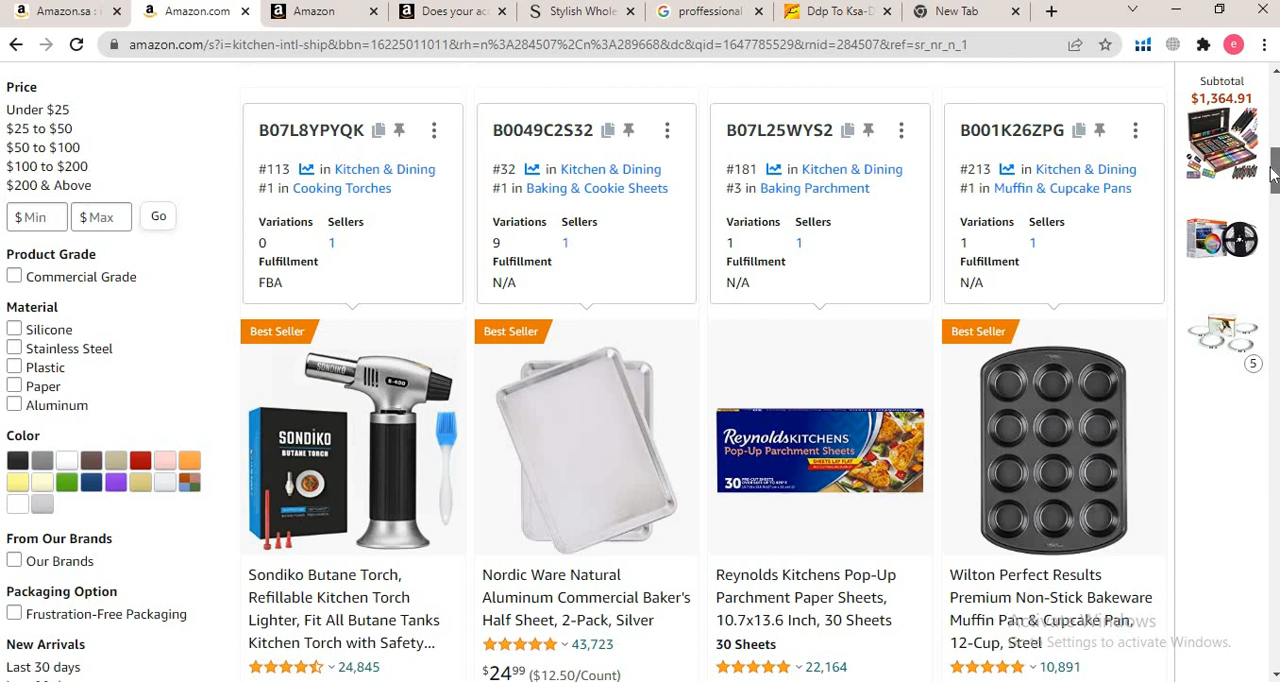 Amazon.sa : i
Amazon.com
Amazon
Does your ac
Stylish Whole
proffessional
Ddp To Ksa-D
New Tab
amazon.com/s?i=kitchen-intl-ship&bbn=16225011011&rh=n%3A284507%2Cn%3A289668&dc&qid=1647785529&rnid=284507&ref=sr_nr_n_1
e
Price
Under $25
$25 to $50
$50 to $100
$100 to $200
$200 & Above
$ Min $ Max Go
Product Grade
Commercial Grade
Material
Silicone
Stainless Steel
Plastic
Paper
Aluminum
Color
From Our Brands
Our Brands
Packaging Option
Frustration-Free Packaging
New Arrivals
Last 30 days
B07L8YPYQK
#113 in Kitchen & Dining
#1 in Cooking Torches
Variations Sellers
0 1
Fulfillment
FBA
Best Seller
SONDIKO
BUTANE TORCH
Sondiko Butane Torch,
Refillable Kitchen Torch
Lighter, Fit All Butane Tanks
Kitchen Torch with Safety...
24,845
B0049C2S32
#32 in Kitchen & Dining
#1 in Baking & Cookie Sheets
Variations Sellers
9 1
Fulfillment
N/A
Best Seller
Nordic Ware Natural
Aluminum Commercial Baker's
Half Sheet, 2-Pack, Silver
43,723
$24.99 ($12.50/Count)
B07L25WYS2
#181 in Kitchen & Dining
#3 in Baking Parchment
Variations Sellers
1 1
Fulfillment
N/A
Reynolds KITCHENS
Pop-Up Parchment Sheets
SHEETS LAY FLAT
30
Reynolds Kitchens Pop-Up
Parchment Paper Sheets,
10.7x13.6 Inch, 30 Sheets
30 Sheets
22,164
B001K26ZPG
#213 in Kitchen & Dining
#1 in Muffin & Cupcake Pans
Variations Sellers
1 1
Fulfillment
N/A
Best Seller
Wilton Perfect Results
Premium Non-Stick Bakeware
Muffin Pan & Cupcake Pan,
12-Cup, Steel
10,891
Subtotal
$1,364.91
5
Activate Windows
Go to Settings to activate Windows.